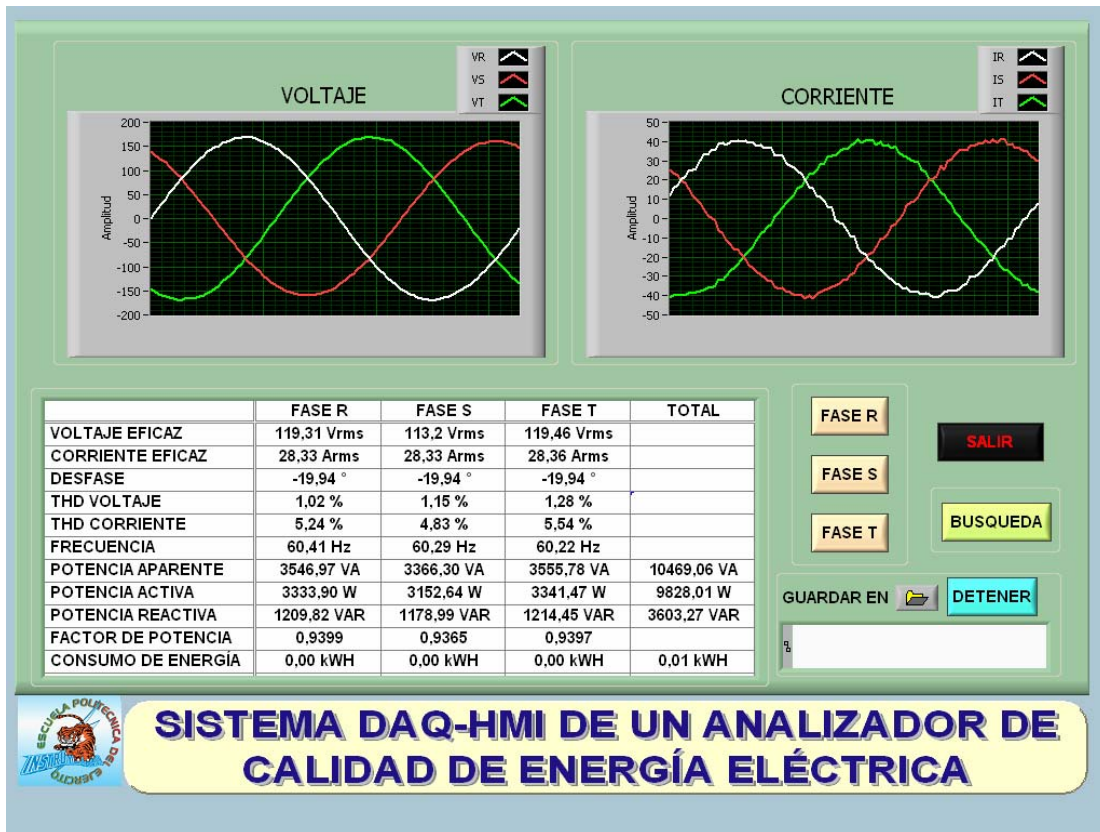 VR
VS
VT
VOLTAJE
Amplitud
200
150
100
50
0
-50
-100
-150
-200
IR
IS
IT
CORRIENTE
Amplitud
50
40
30
20
10
0
-10
-20
-30
-40
-50
FASE R FASE S FASE T TOTAL
VOLTAJE EFICAZ 119,31 Vrms 113,2 Vrms 119,46 Vrms
CORRIENTE EFICAZ 28,33 Arms 28,33 Arms 28,36 Arms
DESFASE -19,94 ° -19,94 ° -19,94 °
THD VOLTAJE 1,02 % 1,15 % 1,28 %
THD CORRIENTE 5,24 % 4,83 % 5,54 %
FRECUENCIA 60,41 Hz 60,29 Hz 60,22 Hz
POTENCIA APARENTE 3546,97 VA 3366,30 VA 3555,78 VA 10469,06 VA
POTENCIA ACTIVA 3333,90 W 3152,64 W 3341,47 W 9828,01 W
POTENCIA REACTIVA 1209,82 VAR 1178,99 VAR 1214,45 VAR 3603,27 VAR
FACTOR DE POTENCIA 0,9399 0,9365 0,9397
CONSUMO DE ENERGÍA 0,00 kWH 0,00 kWH 0,00 kWH 0,01 kWH
FASE R
FASE S
FASE T
SALIR
BUSQUEDA
GUARDAR EN
DETENER
ESCUELA POLITECNICA DEL EJERCITO
SISTEMA DAQ-HMI DE UN ANALIZADOR DE
CALIDAD DE ENERGÍA ELÉCTRICA